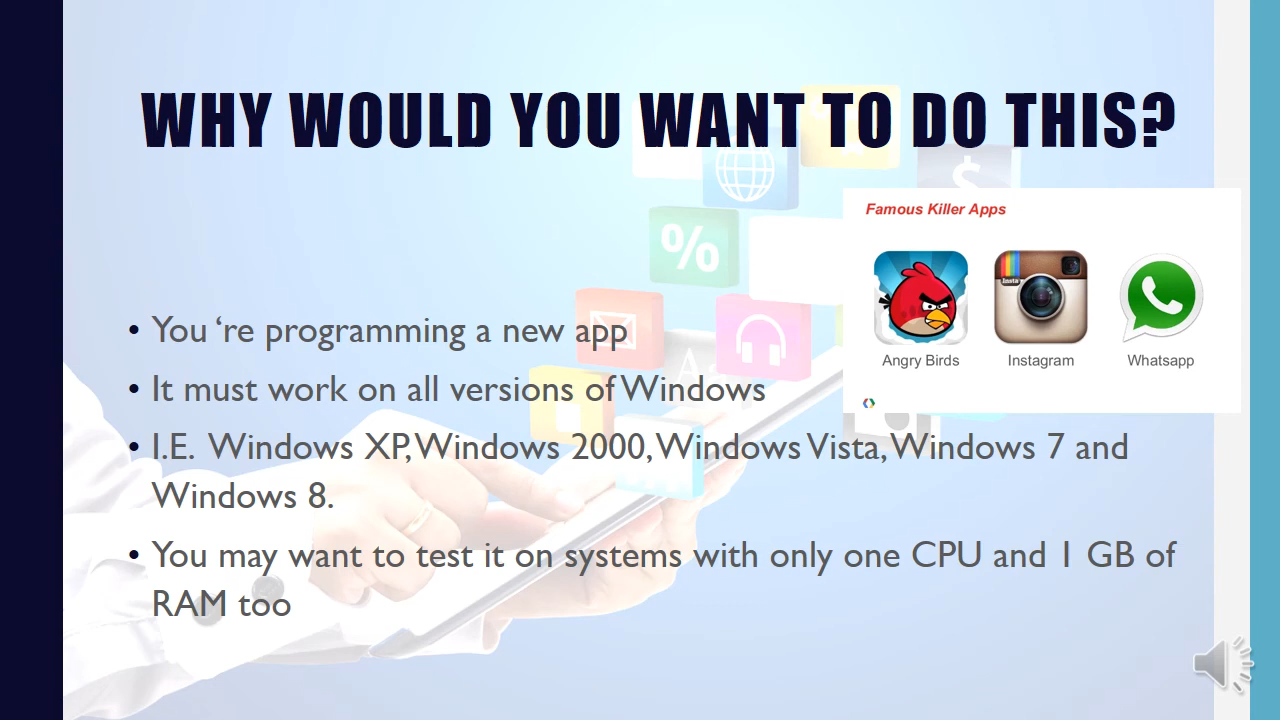 WHY WOULD YOU WANT TO DO THIS?
Famous Killer Apps
Insta
Angry Birds
Instagram
Whatsapp
• You ‘re programming a new app
• It must work on all versions of Windows
• I.E. Windows XP, Windows 2000, Windows Vista, Windows 7 and
Windows 8.
• You may want to test it on systems with only one CPU and 1 GB of
RAM too
%
$